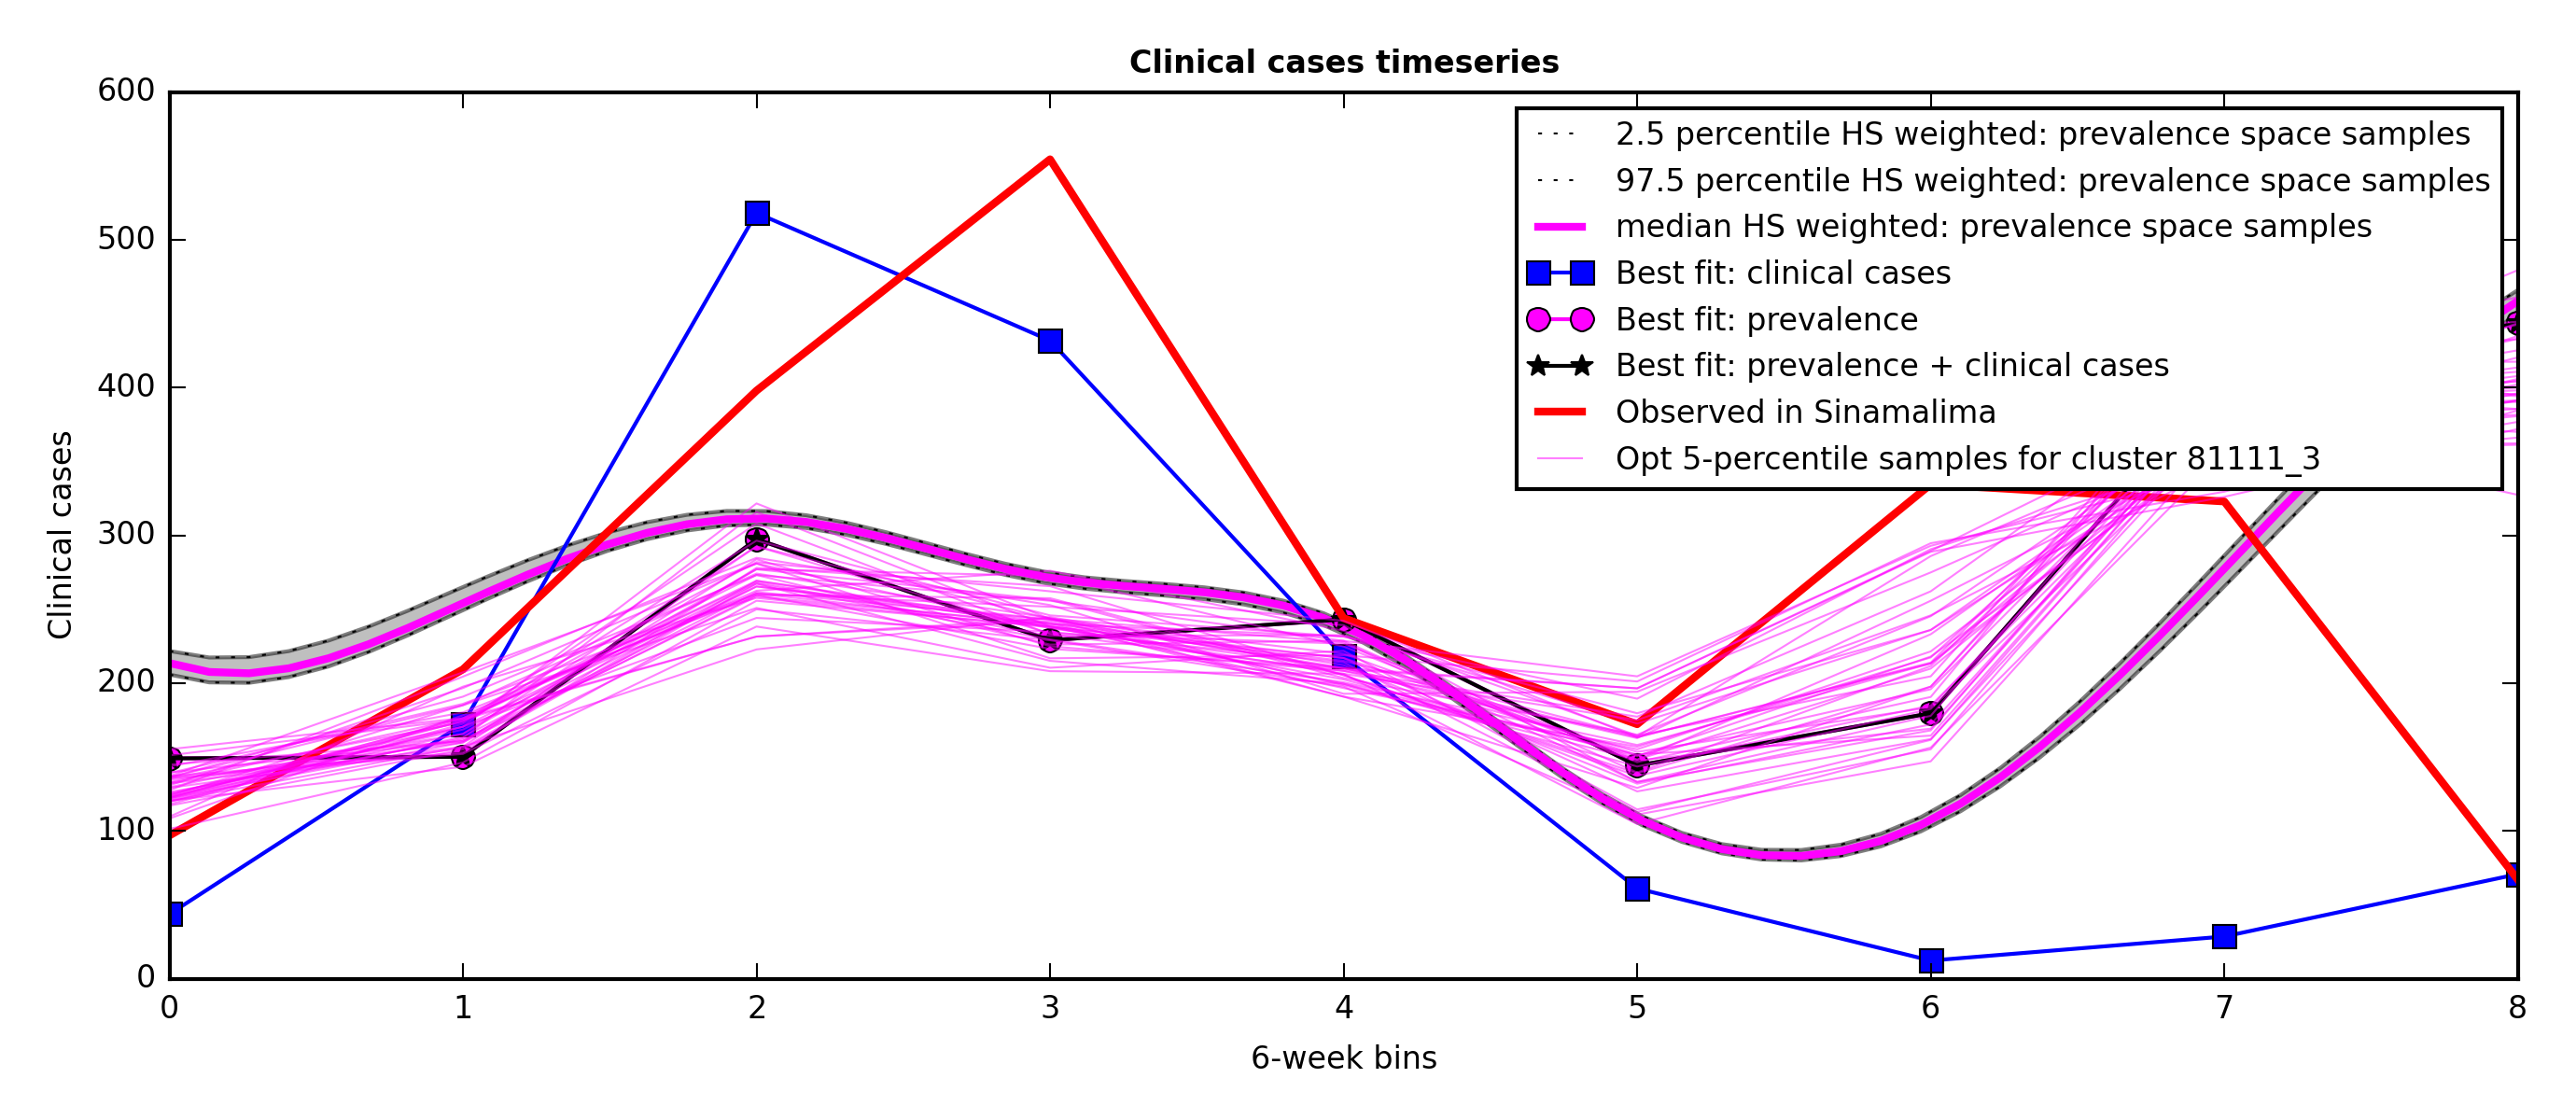 Clinical cases timeseries
600
500
400
300
200
100
0
Clinical cases
2.5 percentile HS weighted: prevalence space samples
97.5 percentile HS weighted: prevalence space samples
median HS weighted: prevalence space samples
Best fit: clinical cases
Best fit: prevalence
Best fit: prevalence + clinical cases
Observed in Sinamalima
Opt 5-percentile samples for cluster 81111_3
0 1 2 3 4 5 6 7 8
6-week bins